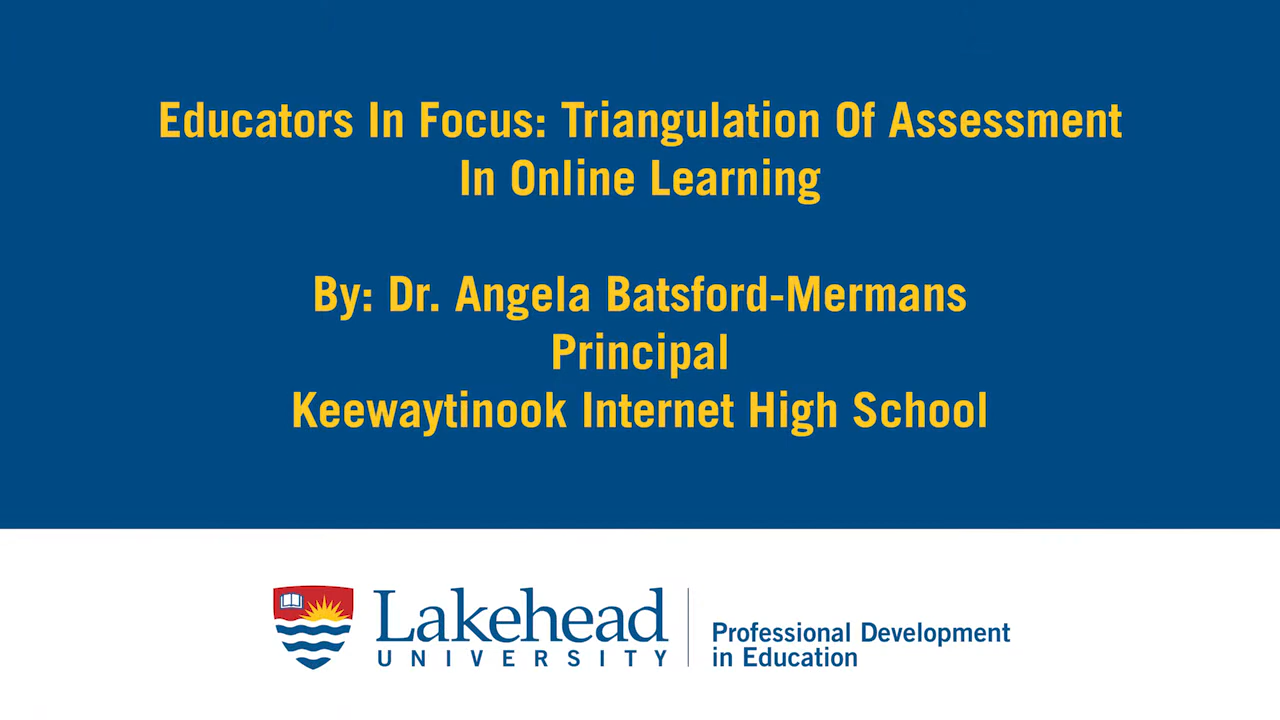 Educators In Focus: Triangulation Of Assessment
In Online Learning
By: Dr. Angela Batsford-Mermans
Principal
Keewaytinook Internet High School
Lakehead
UNIVERSITY
Professional Development
in Education